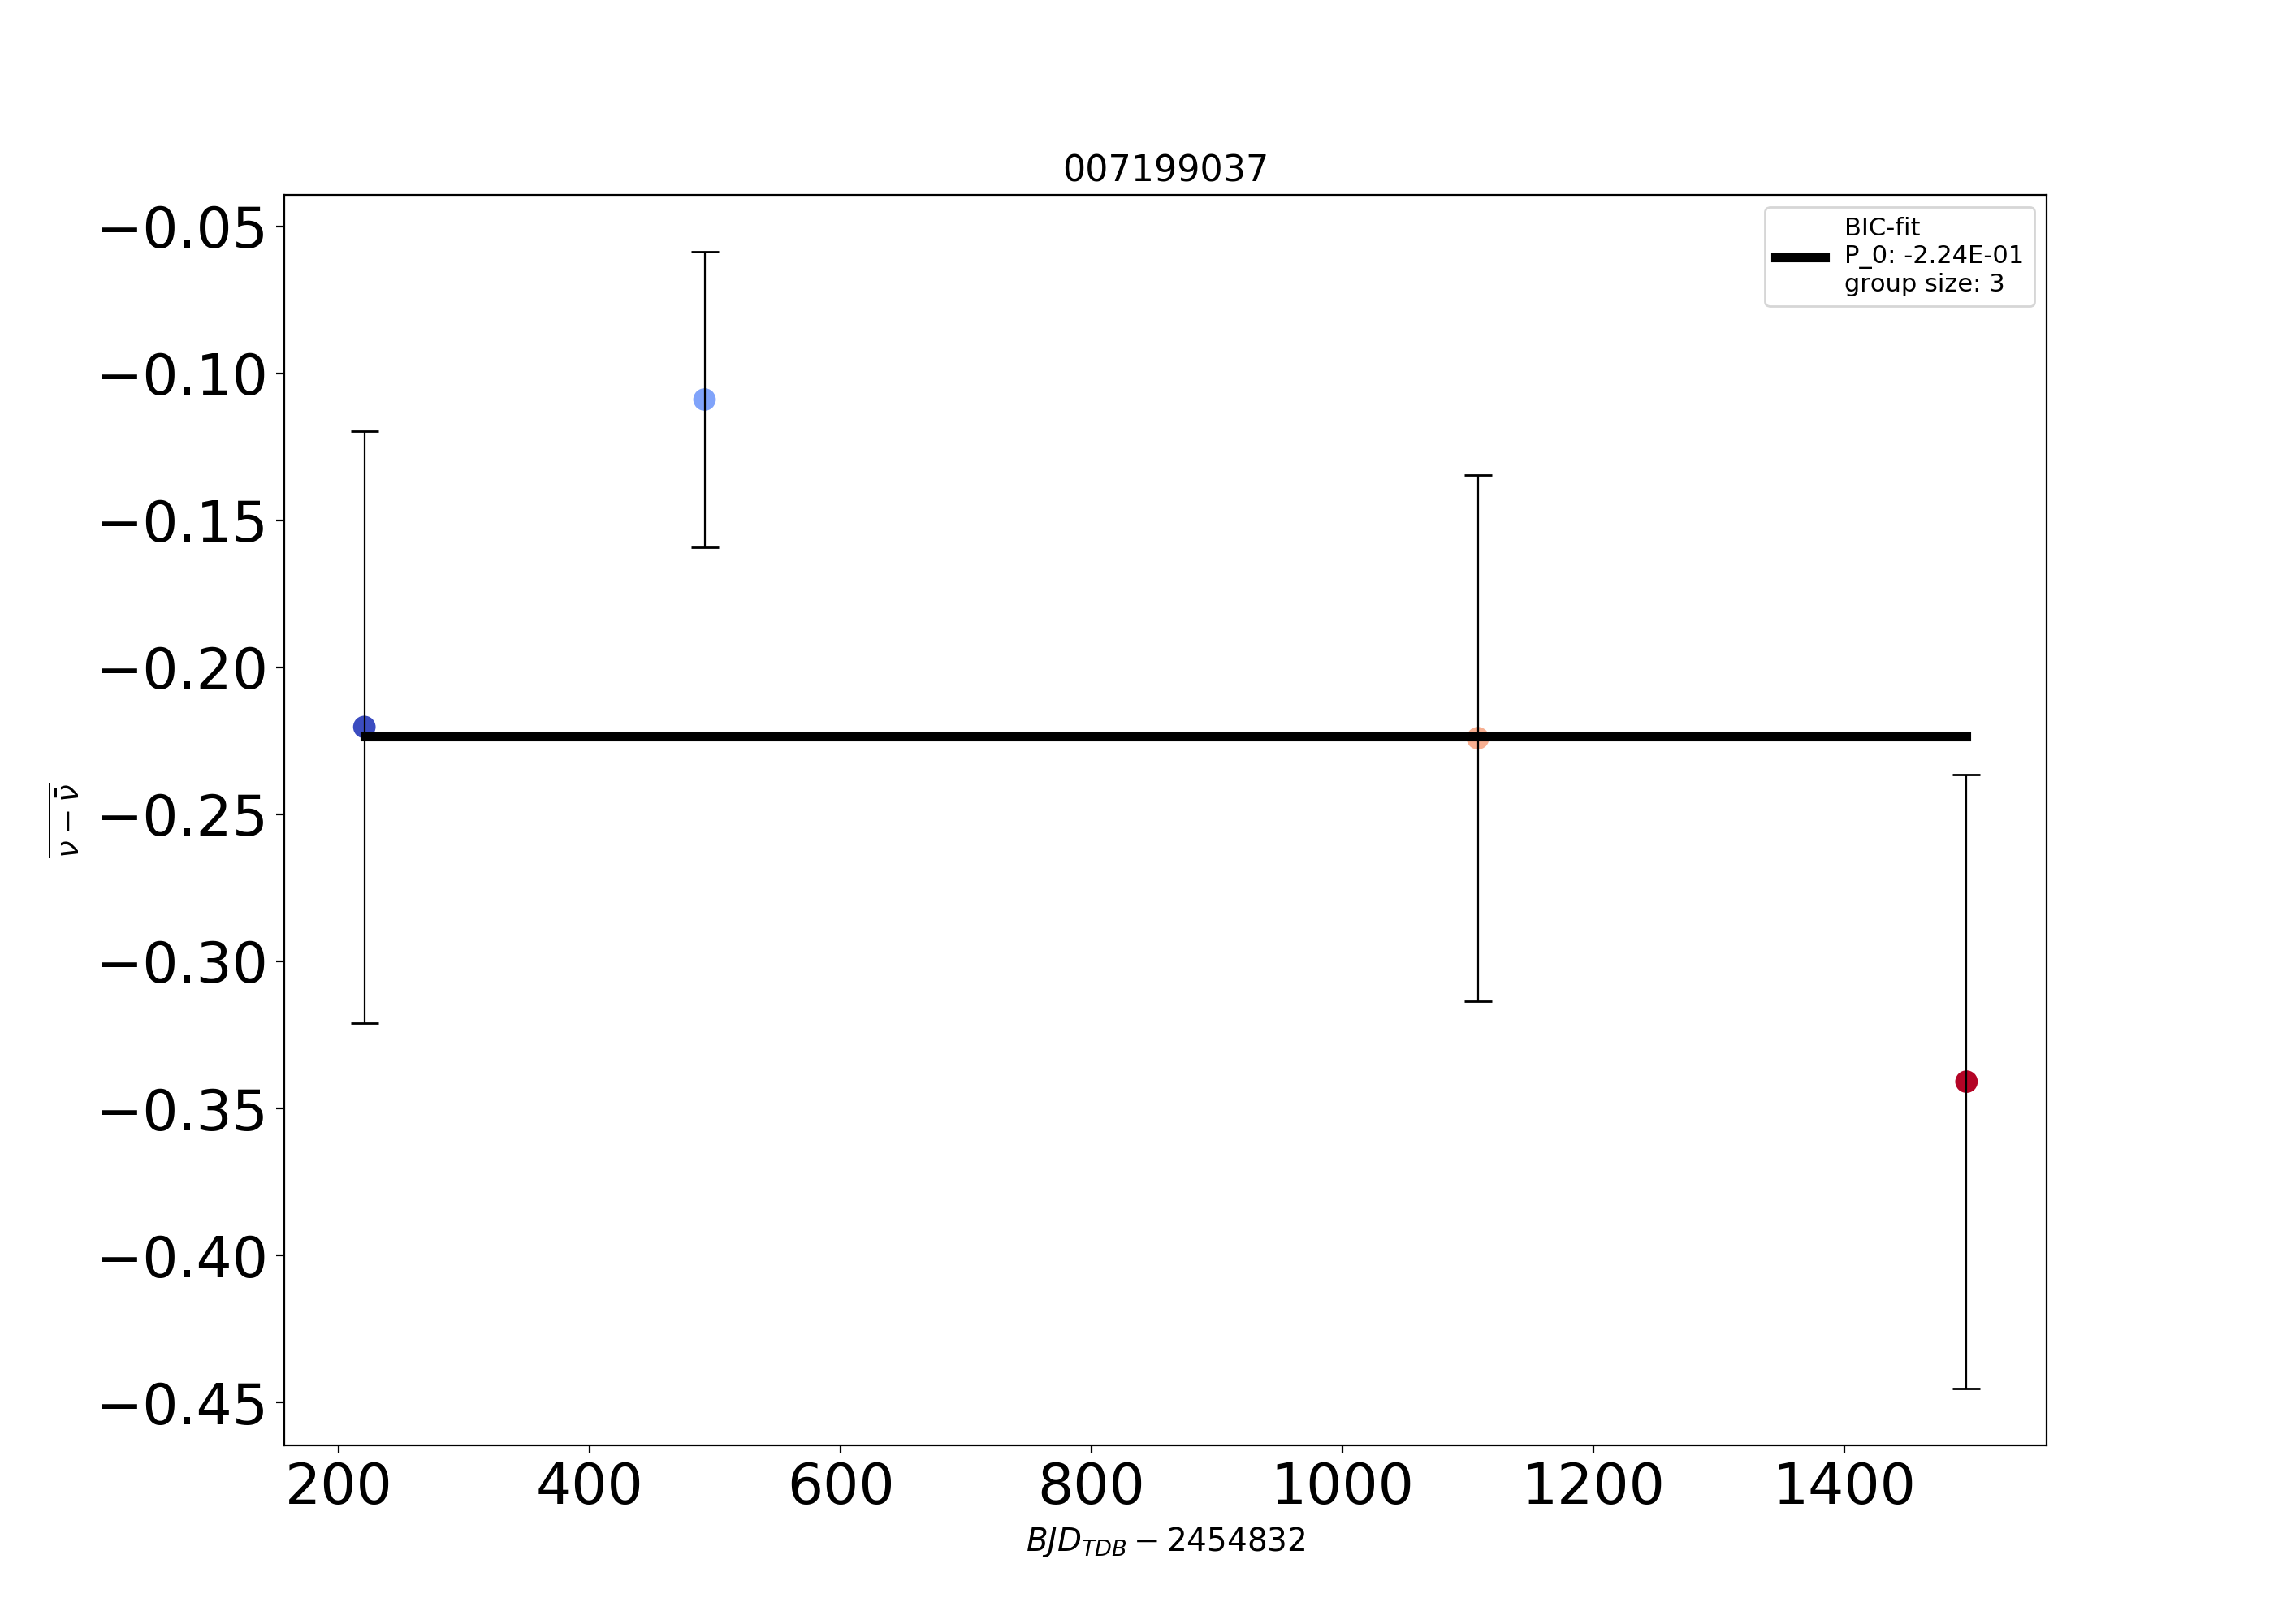 007199037
BIC-fit
P_0: -2.24E-01
group size: 3
−0.05
−0.10
−0.15
−0.20
−0.25
−0.30
−0.35
−0.40
−0.45
ν − ν̄
200 400 600 800 1000 1200 1400
BJD_TDB − 2454832